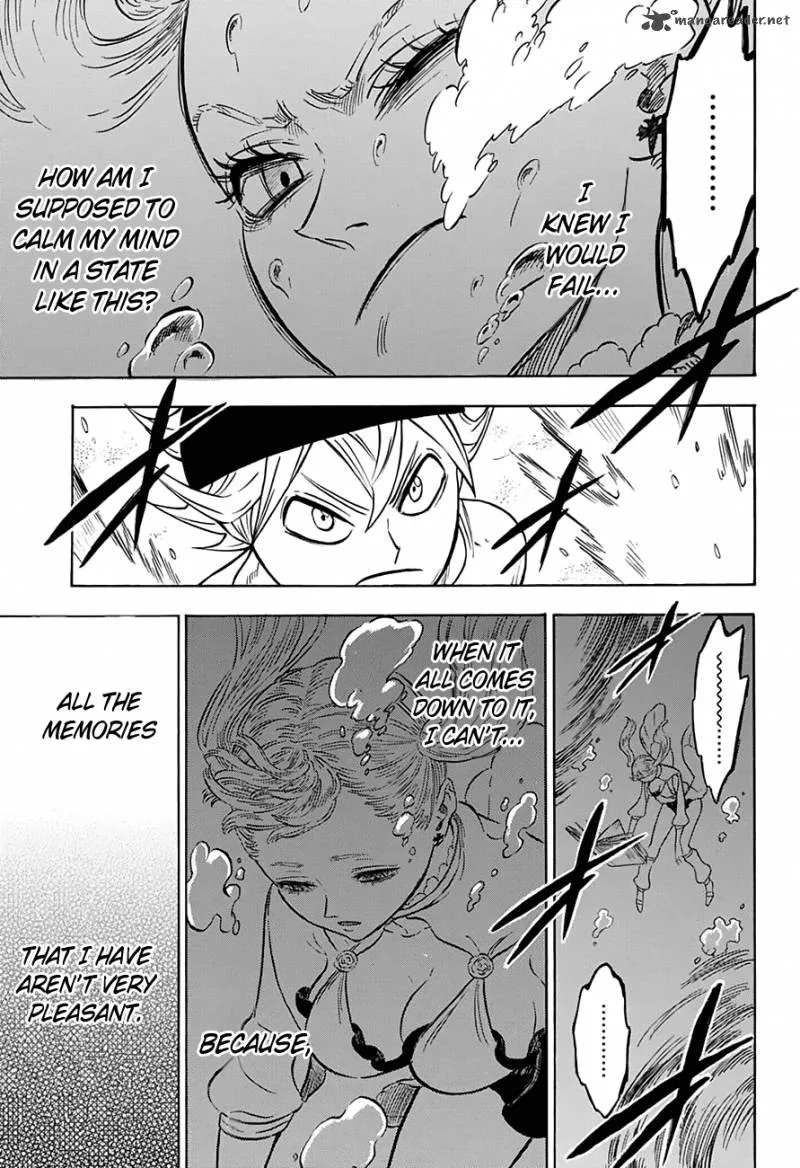 mangareader.net
.........
I
KNEW I
WOULD
FAIL...
HOW AM I
SUPPOSED TO
CALM MY MIND
IN A STATE
LIKE THIS?
WHEN IT
ALL COMES
DOWN TO IT,
I CAN'T...
.........
BECAUSE,
ALL THE
MEMORIES
THAT I HAVE
AREN'T VERY
PLEASANT.